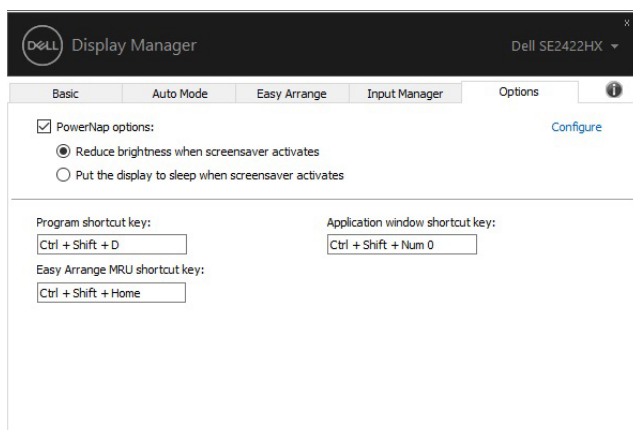 DELL Display Manager
Dell SE2422HX
x
Basic
Auto Mode
Easy Arrange
Input Manager
Options
i
PowerNap options:
Configure
Reduce brightness when screensaver activates
Put the display to sleep when screensaver activates
Program shortcut key:
Application window shortcut key:
Ctrl + Shift + D
Ctrl + Shift + Num 0
Easy Arrange MRU shortcut key:
Ctrl + Shift + Home